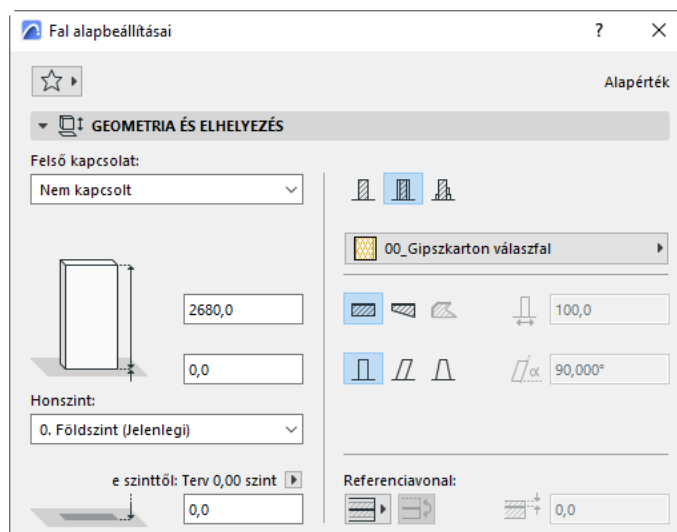 Fal alapbeállításai ?
Alapérték
GEOMETRIA ÉS ELHELYEZÉS
Felső kapcsolat:
Nem kapcsolt
2680,0
0,0
Honszint:
0. Földszint (Jelenlegi)
e szinttől: Terv 0,00 szint
0,0
00_Gipszkarton válaszfal
100,0
α 90,000°
Referenciavonal:
0,0